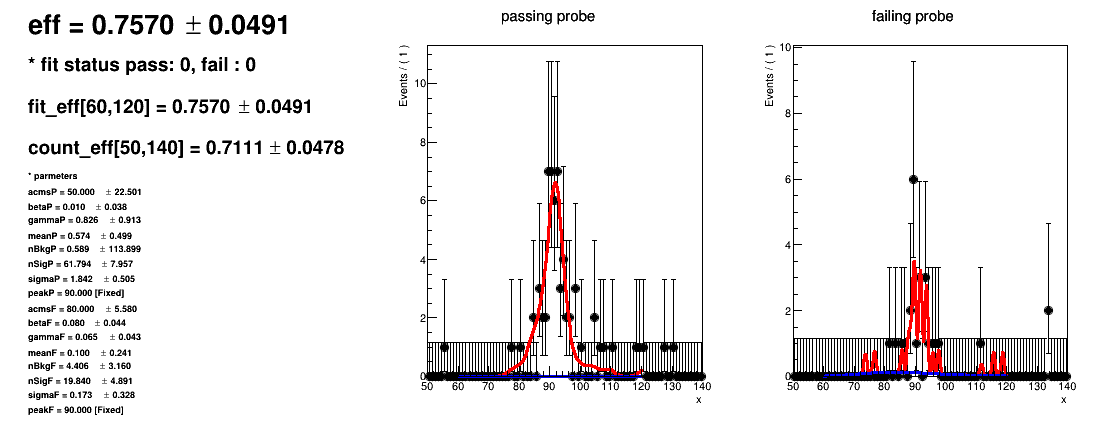 eff = 0.7570 ± 0.0491
* fit status pass: 0, fail : 0
fit_eff[60,120] = 0.7570 ± 0.0491
count_eff[50,140] = 0.7111 ± 0.0478
* parmeters
acmsP = 50.000 ± 22.501
betaP = 0.010 ± 0.038
gammaP = 0.826 ± 0.913
meanP = 0.574 ± 0.499
nBkgP = 0.589 ± 113.899
nSigP = 61.794 ± 7.957
sigmaP = 1.842 ± 0.505
peakP = 90.000 [Fixed]
acmsF = 80.000 ± 5.580
betaF = 0.080 ± 0.044
gammaF = 0.065 ± 0.043
meanF = 0.100 ± 0.241
nBkgF = 4.406 ± 3.160
nSigF = 19.840 ± 4.891
sigmaF = 0.173 ± 0.328
peakF = 90.000 [Fixed]
passing probe
Events / ( 1 )
10
8
6
4
2
0
50 60 70 80 90 100 110 120 130 140
x
failing probe
Events / ( 1 )
10
8
6
4
2
0
50 60 70 80 90 100 110 120 130 140
x